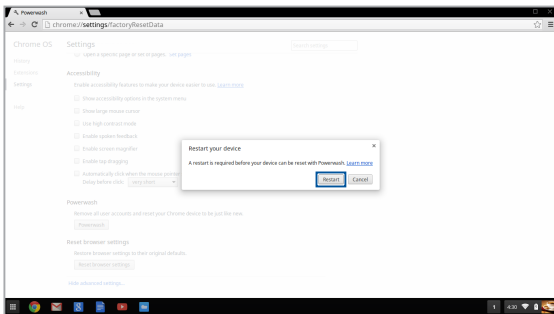 Powerwash
chrome://settings/factoryResetData
Chrome OS
Settings
History
Extensions
Settings
Help
Search settings
Open a specific page or set of pages. Set pages
Accessibility
Enable accessibility features to make your device easier to use. Learn more
Show accessibility options in the system menu
Show large mouse cursor
Use high contrast mode
Enable spoken feedback
Enable screen magnifier
Enable tap dragging
Automatically click when the mouse pointer
Delay before click: very short
Restart your device
A restart is required before your device can be reset with Powerwash. Learn more
Restart Cancel
Powerwash
Remove all user accounts and reset your Chrome device to be just like new.
Powerwash
Reset browser settings
Restore browser settings to their original defaults.
Reset browser settings
Hide advanced settings...
1 4:30